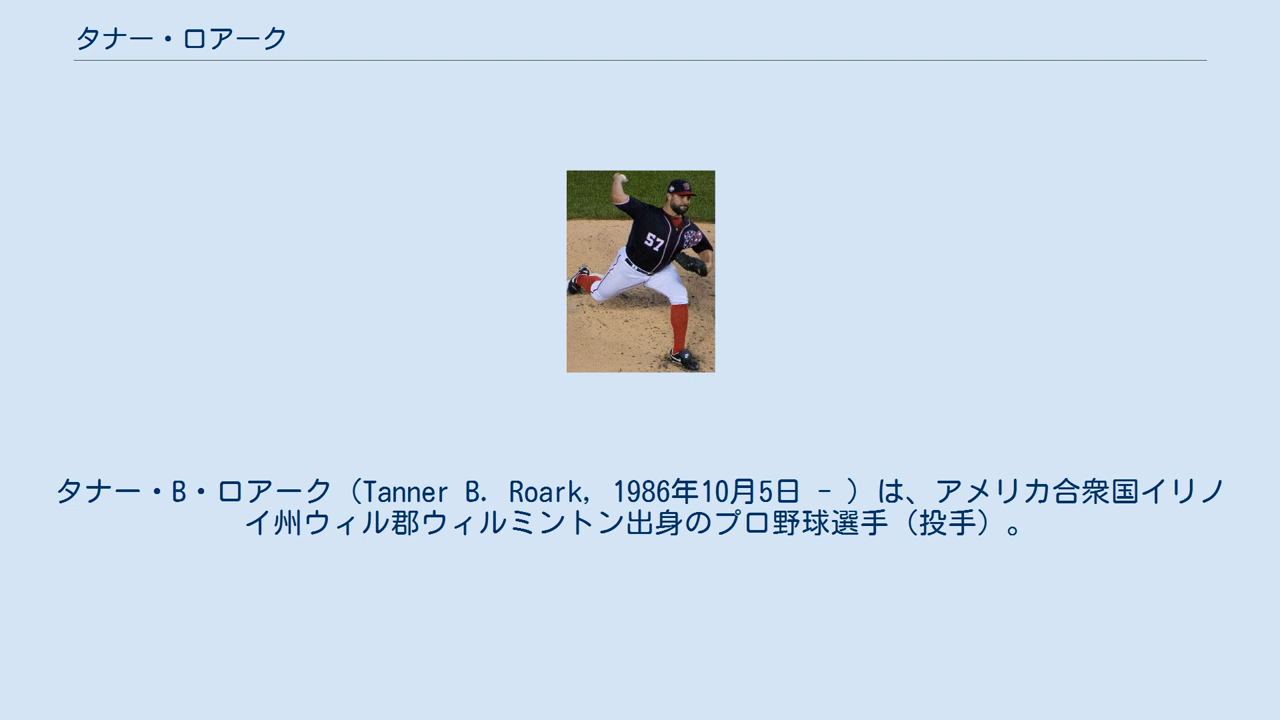 タナー・ロアーク
57
タナー・B・ロアーク（Tanner B. Roark, 1986年10月5日 - ）は、アメリカ合衆国イリノ
イ州ウィル郡ウィルミントン出身のプロ野球選手（投手）。